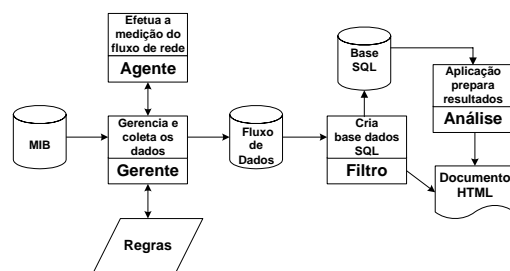 Efetua a
medição do
fluxo de rede
Agente
MIB
Gerencia e
coleta os
dados
Gerente
Regras
Fluxo
de
Dados
Base
SQL
Cria
base dados
SQL
Filtro
Aplicação
prepara
resultados
Análise
Documento
HTML